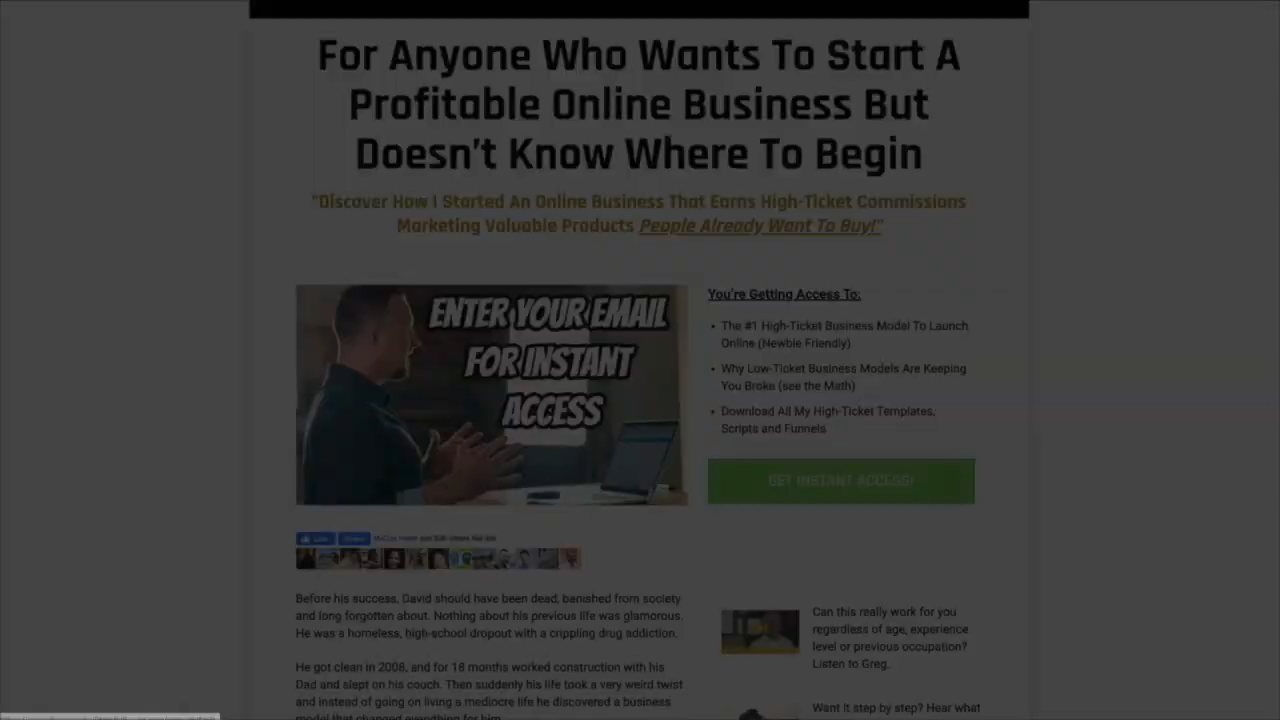 For Anyone Who Wants To Start A
Profitable Online Business But
Doesn't Know Where To Begin
"Discover How I Started An Online Business That Earns High-Ticket Commissions
Marketing Valuable Products People Already Want To Buy!"
ENTER YOUR EMAIL
FOR INSTANT
ACCESS
You're Getting Access To:
• The #1 High-Ticket Business Model To Launch
Online (Newbie Friendly)
• Why Low-Ticket Business Models Are Keeping
You Broke (see the Math)
• Download All My High-Ticket Templates,
Scripts and Funnels
GET INSTANT ACCESS!
Like
Before his success, David should have been dead, banished from society
and long forgotten about. Nothing about his previous life was glamorous.
He was a homeless, high-school dropout with a crippling drug addiction.
He got clean in 2008, and for 18 months worked construction with his
Dad and slept on his couch. Then suddenly his life took a very weird twist
and instead of going on living a mediocre life he discovered a business
model that changed everything for him.
Can this really work for you
regardless of age, experience
level or previous occupation?
Listen to Greg.
Want it step by step? Hear what